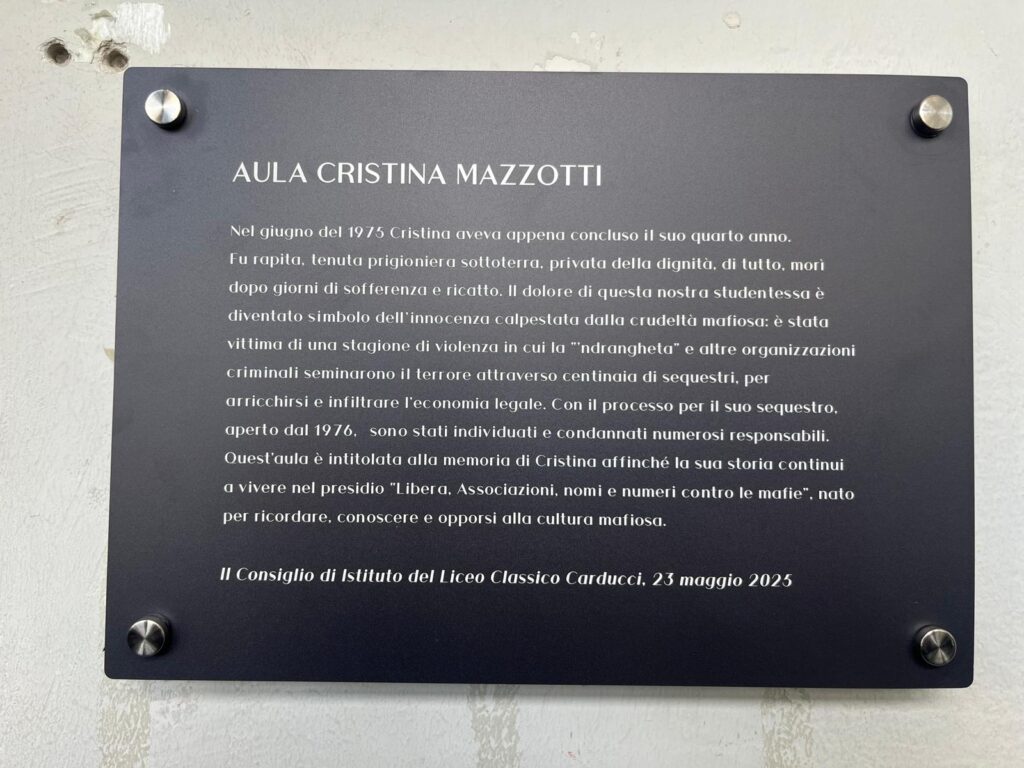 AULA CRISTINA MAZZOTTI
Nel giugno del 1975 Cristina aveva appena concluso il suo quarto anno.
Fu rapita, tenuta prigioniera sottoterra, privata della dignità, di tutto, morì
dopo giorni di sofferenza e ricatto. Il dolore di questa nostra studentessa è
diventato simbolo dell'innocenza calpestata dalla crudeltà mafiosa: è stata
vittima di una stagione di violenza in cui la "'ndrangheta" e altre organizzazioni
criminali seminarono il terrore attraverso centinaia di sequestri, per
arricchirsi e infiltrare l'economia legale. Con il processo per il suo sequestro,
aperto dal 1976, sono stati individuati e condannati numerosi responsabili.
Quest'aula è intitolata alla memoria di Cristina affinché la sua storia continui
a vivere nel presidio "Libera, Associazioni, nomi e numeri contro le mafie", nato
per ricordare, conoscere e opporsi alla cultura mafiosa.
Il Consiglio di Istituto del Liceo Classico Carducci, 23 maggio 2025